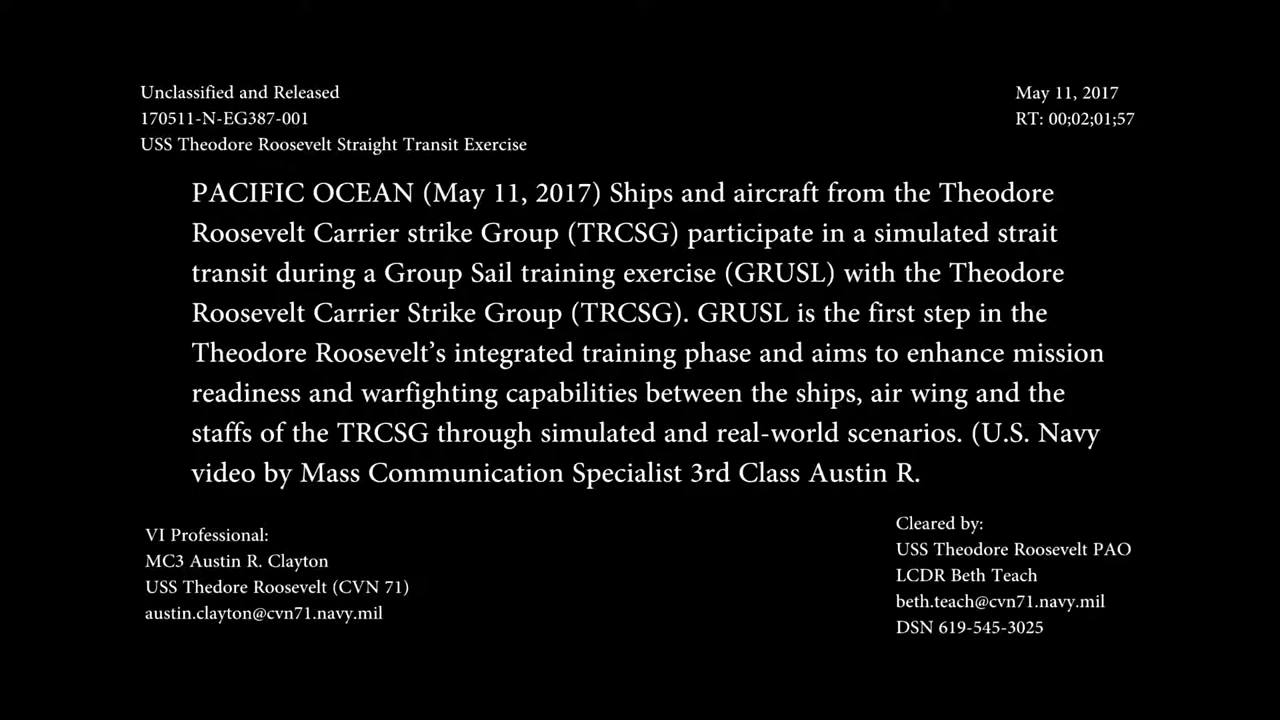 Unclassified and Released
170511-N-EG387-001
USS Theodore Roosevelt Straight Transit Exercise
May 11, 2017
RT: 00;02;01;57
PACIFIC OCEAN (May 11, 2017) Ships and aircraft from the Theodore
Roosevelt Carrier strike Group (TRCSG) participate in a simulated strait
transit during a Group Sail training exercise (GRUSL) with the Theodore
Roosevelt Carrier Strike Group (TRCSG). GRUSL is the first step in the
Theodore Roosevelt’s integrated training phase and aims to enhance mission
readiness and warfighting capabilities between the ships, air wing and the
staffs of the TRCSG through simulated and real-world scenarios. (U.S. Navy
video by Mass Communication Specialist 3rd Class Austin R.
VI Professional:
MC3 Austin R. Clayton
USS Thedore Roosevelt (CVN 71)
austin.clayton@cvn71.navy.mil
Cleared by:
USS Theodore Roosevelt PAO
LCDR Beth Teach
beth.teach@cvn71.navy.mil
DSN 619-545-3025